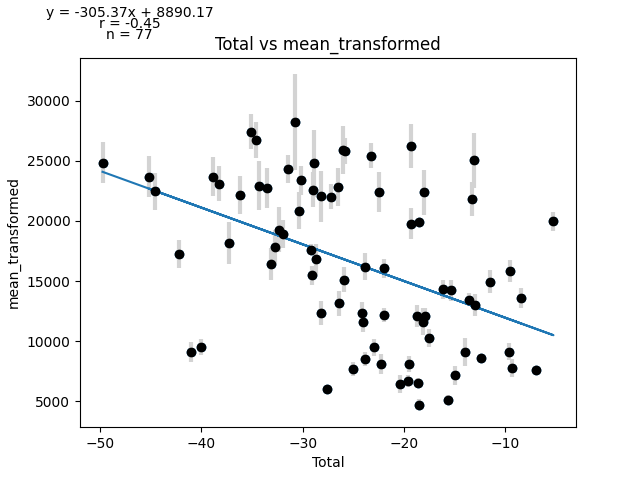 y = -305.37x + 8890.17
r = -0.45
n = 77
Total vs mean_transformed
30000
25000
20000
15000
10000
5000
mean_transformed
−50
−40
−30
−20
−10
Total